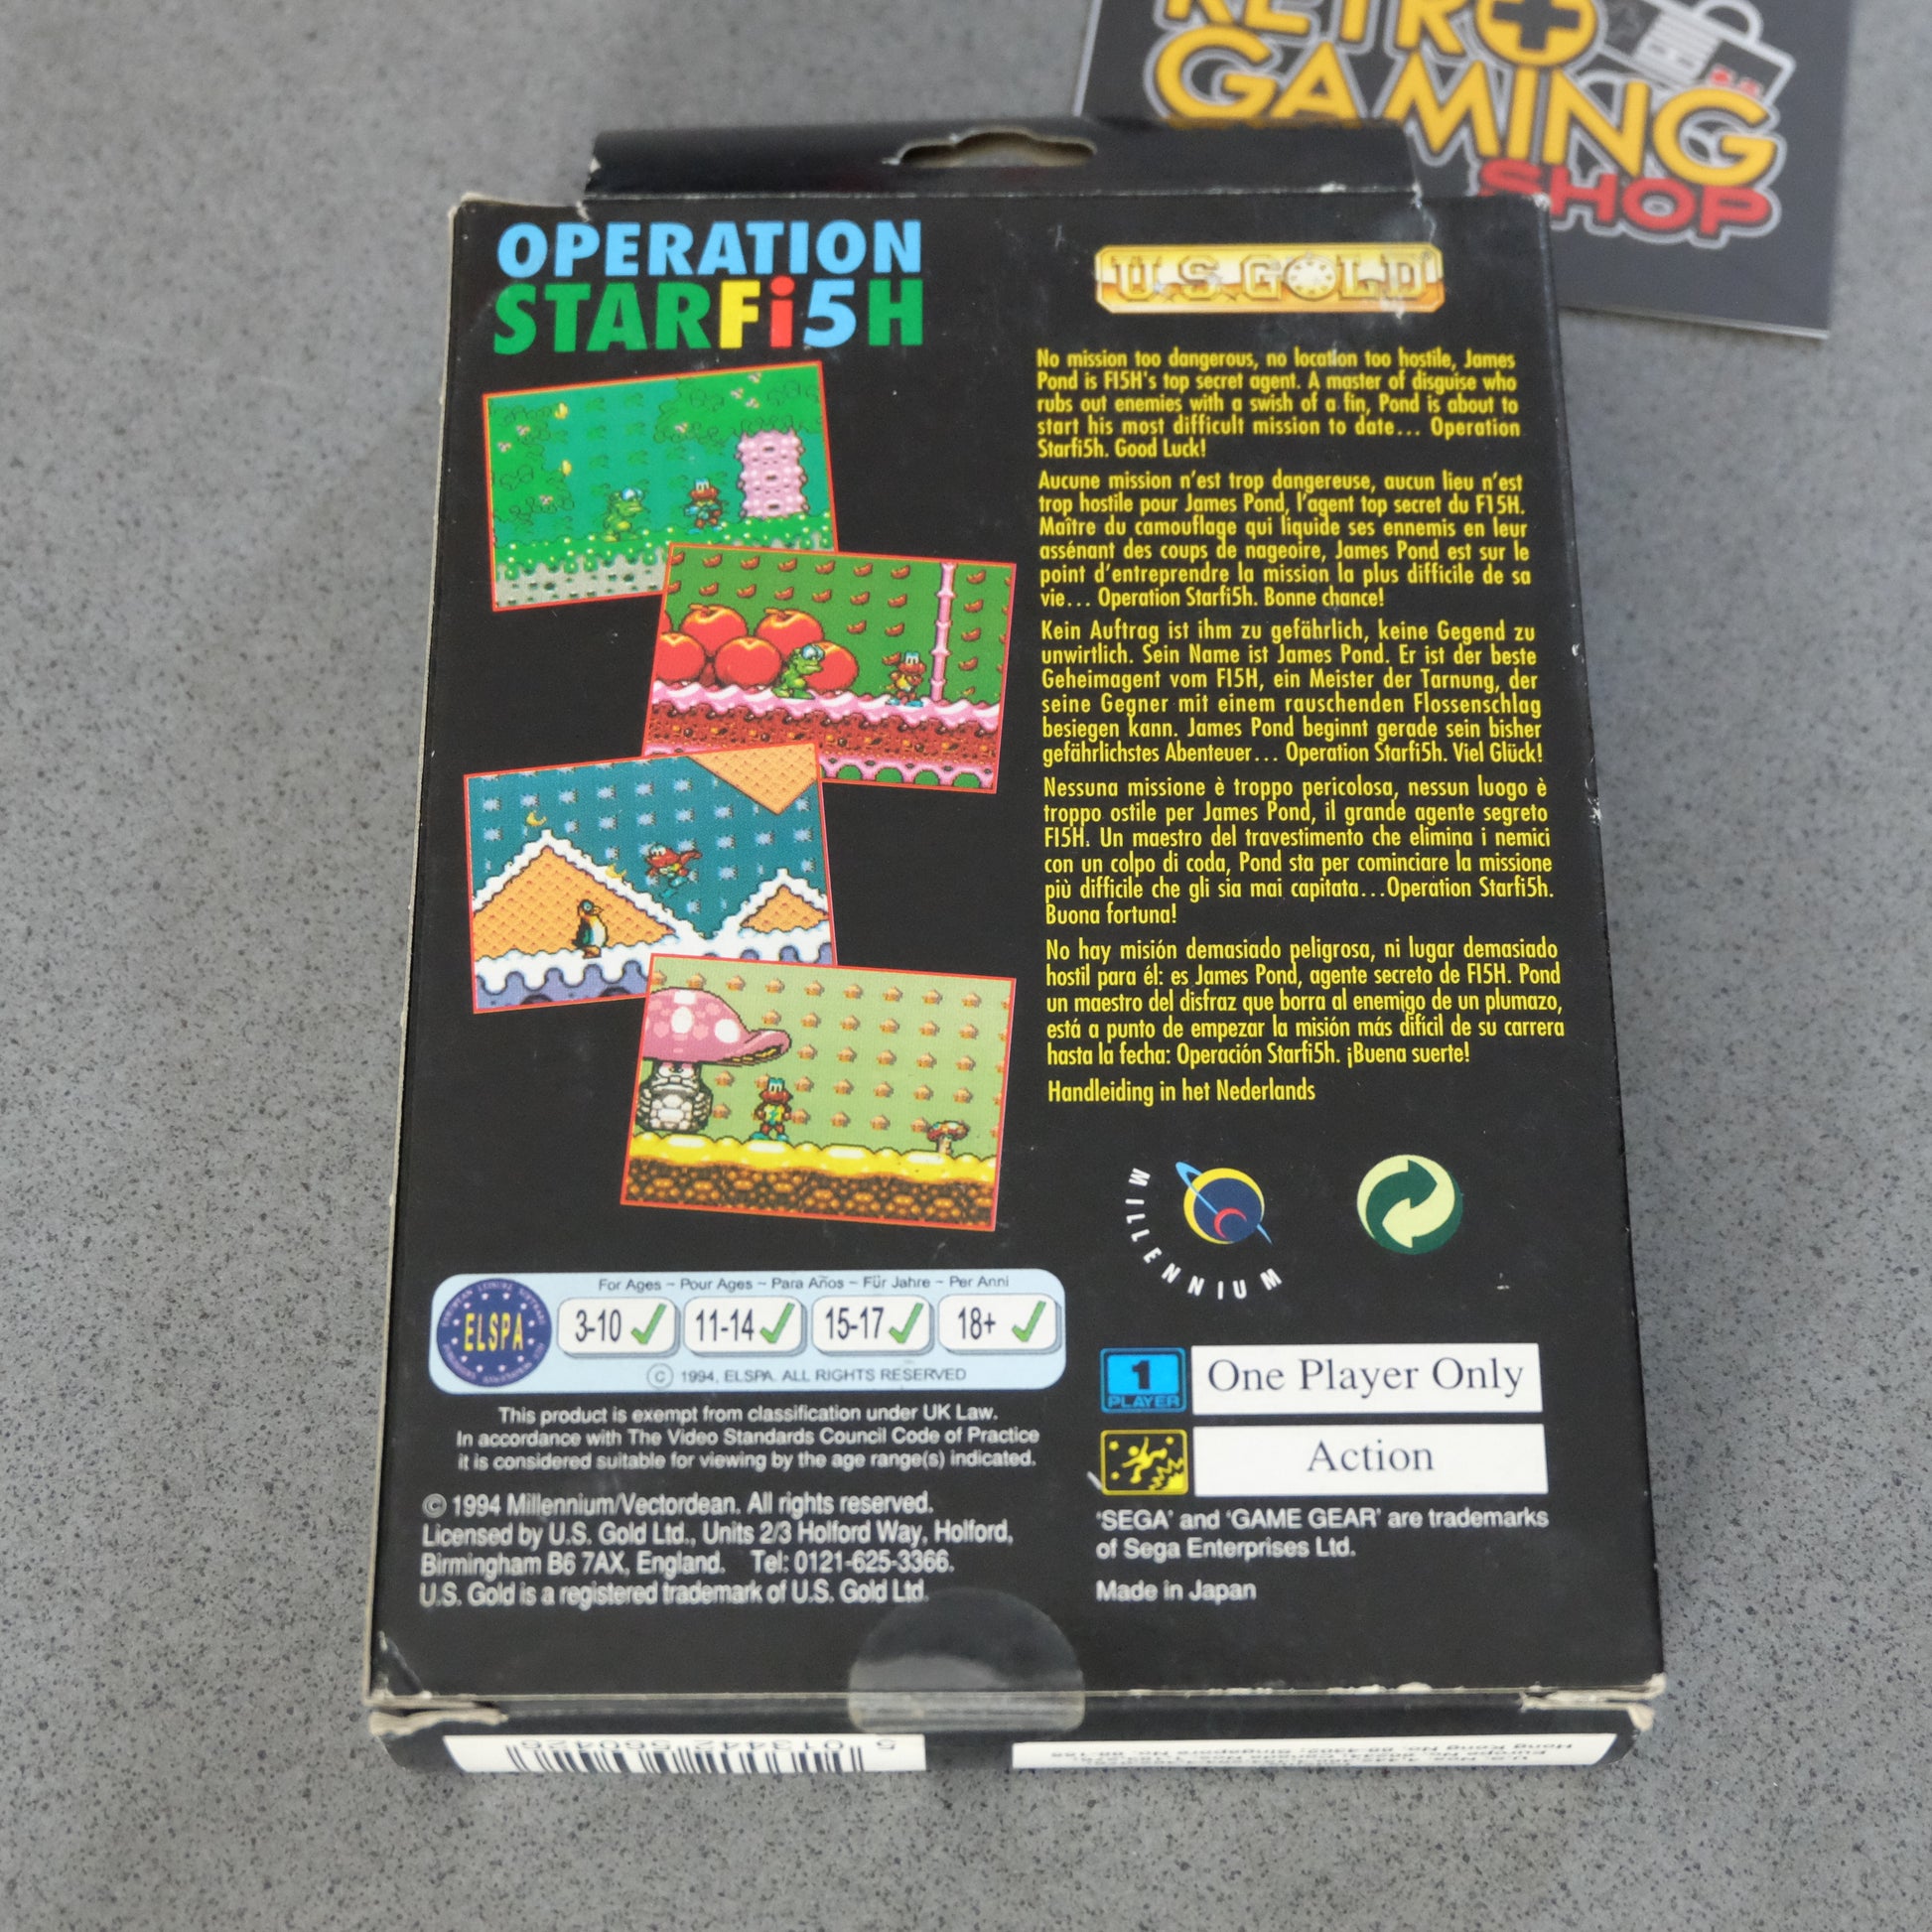 RETRO
GAMING
SHOP
OPERATION
STARFi5H
U.S.GOLD
No mission too dangerous, no location too hostile, James
Pond is FI5H's top secret agent. A master of disguise who
rubs out enemies with a swish of a fin, Pond is about to
start his most difficult mission to date... Operation
Starfi5h. Good Luck!
Aucune mission n'est trop dangereuse, aucun lieu n'est
trop hostile pour James Pond, l'agent top secret du F15H.
Maître du camouflage qui liquide ses ennemis en leur
assénant des coups de nageoire, James Pond est sur le
point d'entreprendre la mission la plus difficile de sa
vie... Operation Starfi5h. Bonne chance!
Kein Auftrag ist ihm zu gefährlich, keine Gegend zu
unwirtlich. Sein Name ist James Pond. Er ist der beste
Geheimagent vom FI5H, ein Meister der Tarnung, der
seine Gegner mit einem rauschenden Flossenschlag
besiegen kann. James Pond beginnt gerade sein bisher
gefährlichstes Abenteuer... Operation Starfi5h. Viel Glück!
Nessuna missione è troppo pericolosa, nessun luogo è
troppo ostile per James Pond, il grande agente segreto
FI5H. Un maestro del travestimento che elimina i nemici
con un colpo di coda, Pond sta per cominciare la missione
più difficile che gli sia mai capitata...Operation Starfi5h.
Buona fortuna!
No hay misión demasiado peligrosa, ni lugar demasiado
hostil para él: es James Pond, agente secreto de FI5H. Pond
un maestro del disfraz que borra al enemigo de un plumazo,
está a punto de empezar la misión más difícil de su carrera
hasta la fecha: Operación Starfi5h. ¡Buena suerte!
Handleiding in het Nederlands
MILLENNIUM
For Ages ~ Pour Ages ~ Para Años ~ Für Jahre ~ Per Anni
ELSPA
3-10 11-14 15-17 18+
© 1994, ELSPA. ALL RIGHTS RESERVED
This product is exempt from classification under UK Law.
In accordance with The Video Standards Council Code of Practice
it is considered suitable for viewing by the age range(s) indicated.
© 1994 Millennium/Vectordean. All rights reserved.
Licensed by U.S. Gold Ltd., Units 2/3 Holford Way, Holford,
Birmingham B6 7AX, England. Tel: 0121-625-3366.
U.S. Gold is a registered trademark of U.S. Gold Ltd.
1
PLAYER
One Player Only
Action
'SEGA' and 'GAME GEAR' are trademarks
of Sega Enterprises Ltd.
Made in Japan
5 013442 560426